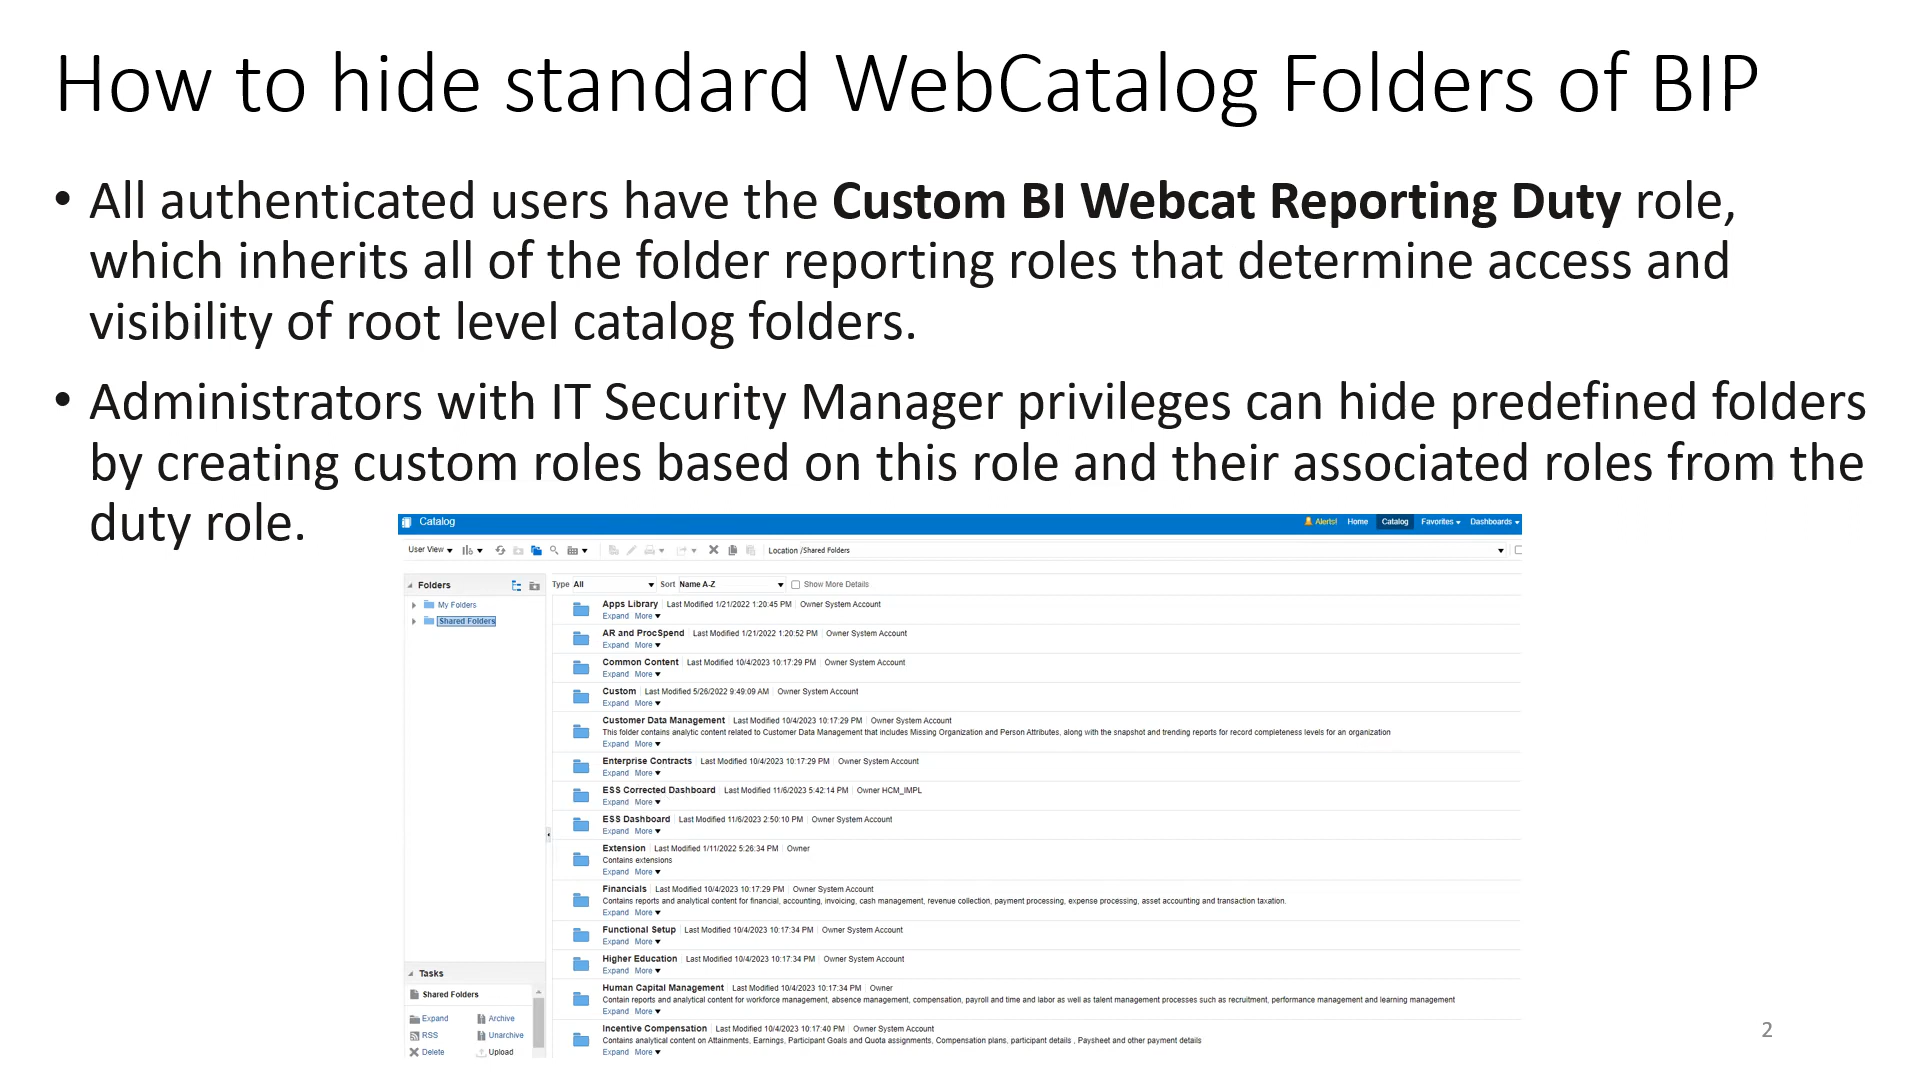 How to hide standard WebCatalog Folders of BIP
• All authenticated users have the Custom BI Webcat Reporting Duty role,
which inherits all of the folder reporting roles that determine access and
visibility of root level catalog folders.
• Administrators with IT Security Manager privileges can hide predefined folders
by creating custom roles based on this role and their associated roles from the
duty role.
Catalog Alerts! Home Catalog Favorites Dashboards
User View Location /Shared Folders
Folders Type All Sort Name A-Z Show More Details
My Folders
Shared Folders
Apps Library Last Modified 1/21/2022 1:20:45 PM Owner System Account
Expand More
AR and ProcSpend Last Modified 1/21/2022 1:20:52 PM Owner System Account
Expand More
Common Content Last Modified 10/4/2023 10:17:29 PM Owner System Account
Expand More
Custom Last Modified 5/26/2022 9:49:09 AM Owner System Account
Expand More
Customer Data Management Last Modified 10/4/2023 10:17:29 PM Owner System Account
This folder contains analytic content related to Customer Data Management that includes Missing Organization and Person Attributes, along with the snapshot and trending reports for record completeness levels for an organization
Expand More
Enterprise Contracts Last Modified 10/4/2023 10:17:29 PM Owner System Account
Expand More
ESS Corrected Dashboard Last Modified 11/6/2023 5:42:14 PM Owner HCM_IMPL
Expand More
ESS Dashboard Last Modified 11/6/2023 2:50:10 PM Owner System Account
Expand More
Extension Last Modified 1/11/2022 5:26:34 PM Owner
Contains extensions
Expand More
Financials Last Modified 10/4/2023 10:17:29 PM Owner System Account
Contains reports and analytical content for financial, accounting, invoicing, cash management, revenue collection, payment processing, expense processing, asset accounting and transaction taxation.
Expand More
Functional Setup Last Modified 10/4/2023 10:17:34 PM Owner System Account
Expand More
Higher Education Last Modified 10/4/2023 10:17:34 PM Owner System Account
Expand More
Human Capital Management Last Modified 10/4/2023 10:17:34 PM Owner
Contain reports and analytical content for workforce management, absence management, compensation, payroll and time and labor as well as talent management processes such as recruitment, performance management and learning management
Expand More
Incentive Compensation Last Modified 10/4/2023 10:17:40 PM Owner System Account
Contains analytical content on Attainments, Earnings, Participant Goals and Quota assignments, Compensation plans, participant details , Paysheet and other payment details
Expand More
Tasks
Shared Folders
Expand Archive
RSS Unarchive
Delete Upload
2